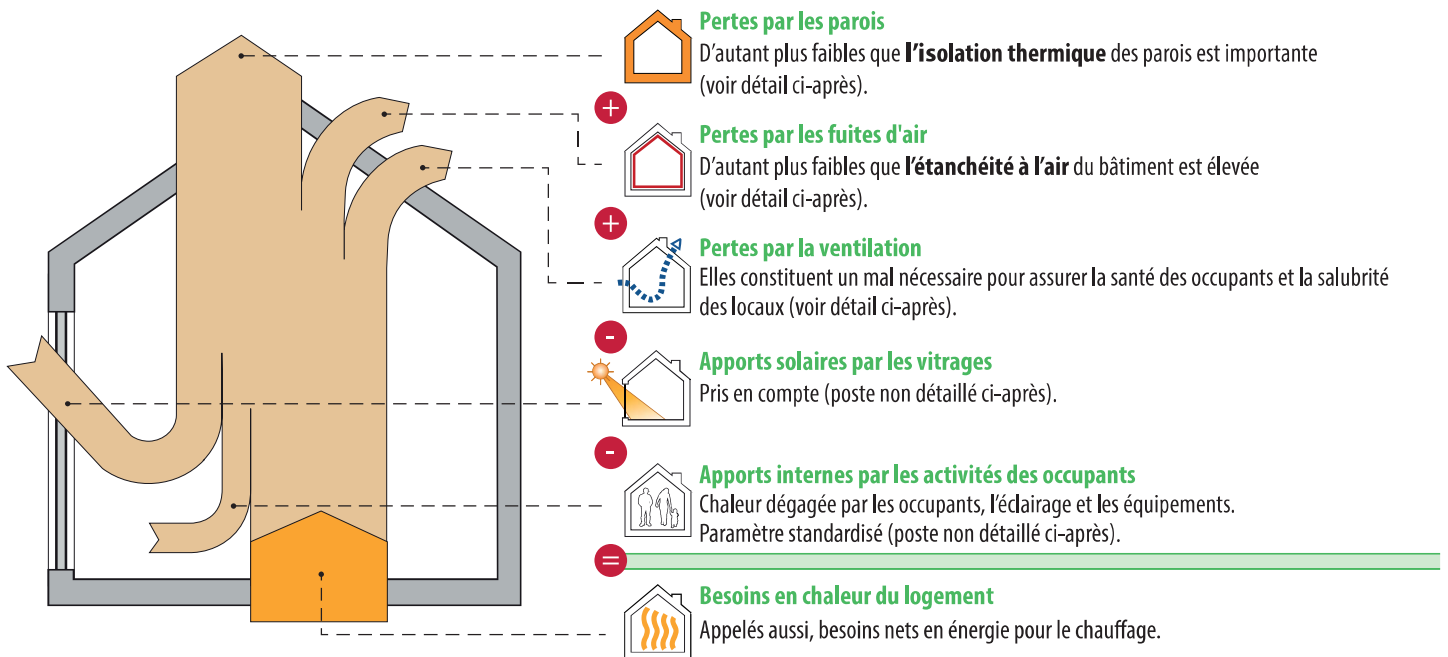 Pertes par les parois
D'autant plus faibles que l'isolation thermique des parois est importante
(voir détail ci-après).
+
Pertes par les fuites d'air
D'autant plus faibles que l'étanchéité à l'air du bâtiment est élevée
(voir détail ci-après).
+
Pertes par la ventilation
Elles constituent un mal nécessaire pour assurer la santé des occupants et la salubrité
des locaux (voir détail ci-après).
-
Apports solaires par les vitrages
Pris en compte (poste non détaillé ci-après).
-
Apports internes par les activités des occupants
Chaleur dégagée par les occupants, l'éclairage et les équipements.
Paramètre standardisé (poste non détaillé ci-après).
=
Besoins en chaleur du logement
Appelés aussi, besoins nets en énergie pour le chauffage.